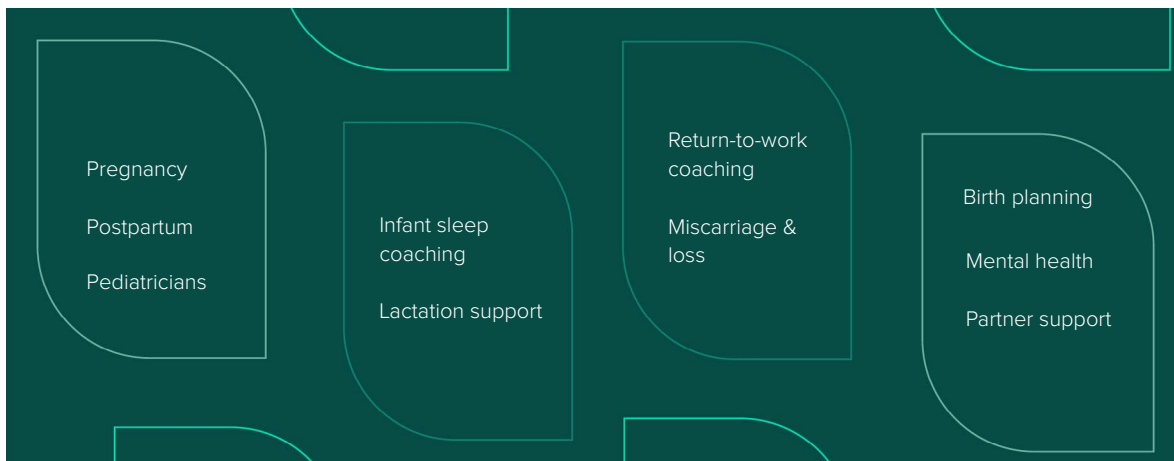 Pregnancy
Postpartum
Pediatricians
Infant sleep
coaching
Lactation support
Return-to-work
coaching
Miscarriage &
loss
Birth planning
Mental health
Partner support